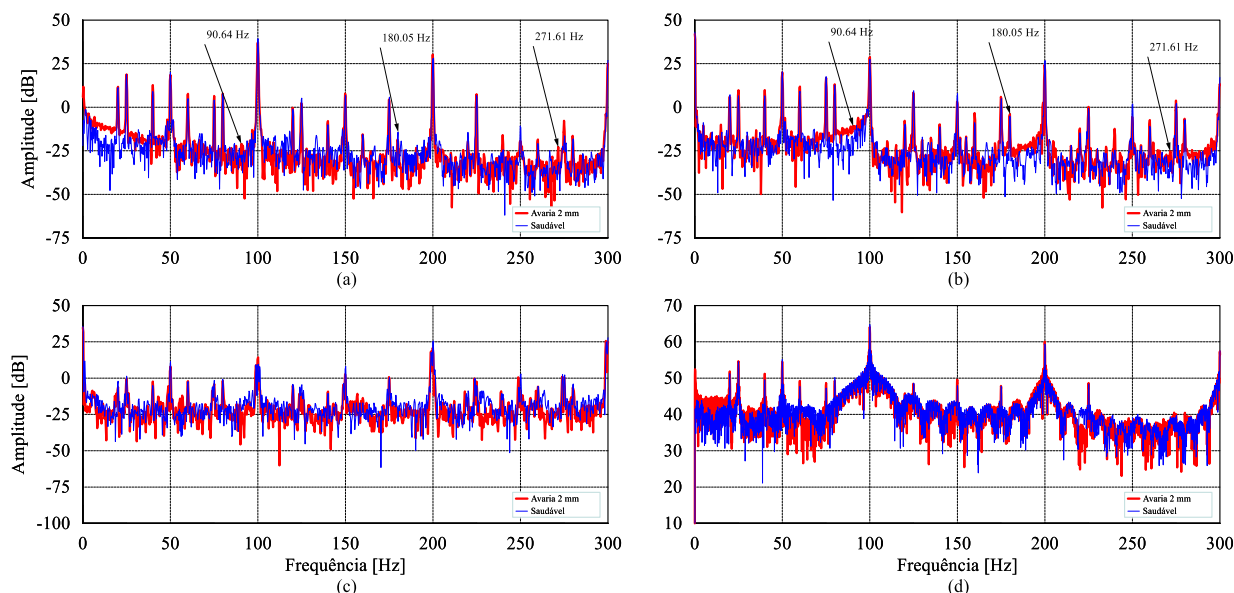 50
25
0
-25
-50
-75
Amplitude [dB]
90.64 Hz
180.05 Hz
271.61 Hz
Avaria 2 mm
Saudável
0 50 100 150 200 250 300
(a)
50
25
0
-25
-50
-75
90.64 Hz
180.05 Hz
271.61 Hz
Avaria 2 mm
Saudável
0 50 100 150 200 250 300
(b)
50
25
0
-25
-50
-75
-100
Amplitude [dB]
Avaria 2 mm
Saudável
0 50 100 150 200 250 300
Frequência [Hz]
(c)
70
60
50
40
30
20
10
Avaria 2 mm
Saudável
0 50 100 150 200 250 300
Frequência [Hz]
(d)